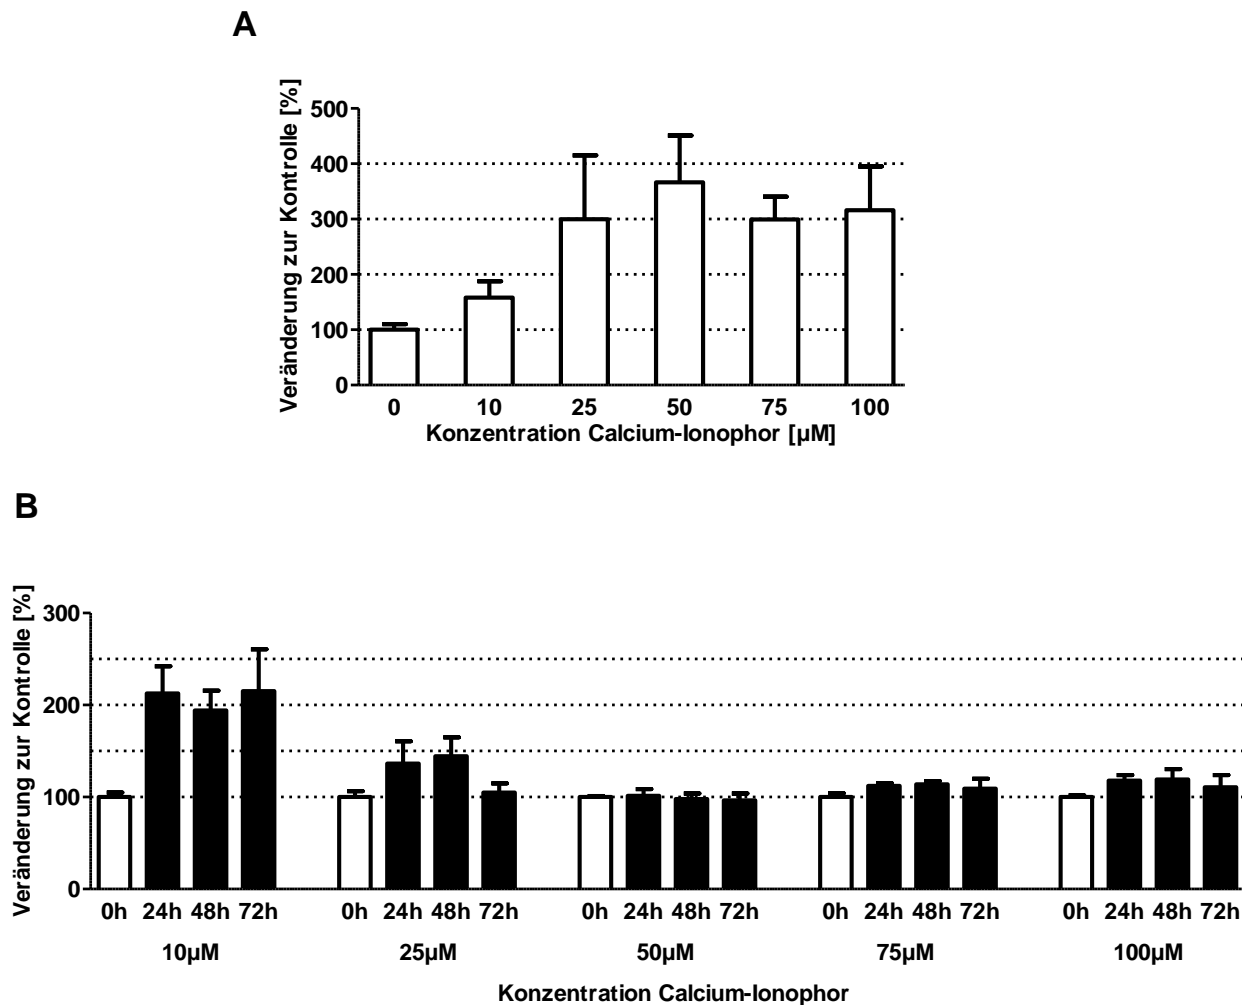 A
Veränderung zur Kontrolle [%]
500
400
300
200
100
0
0 10 25 50 75 100
Konzentration Calcium-Ionophor [µM]
B
Veränderung zur Kontrolle [%]
300
200
100
0
0h 24h 48h 72h 0h 24h 48h 72h 0h 24h 48h 72h 0h 24h 48h 72h 0h 24h 48h 72h
10µM 25µM 50µM 75µM 100µM
Konzentration Calcium-Ionophor